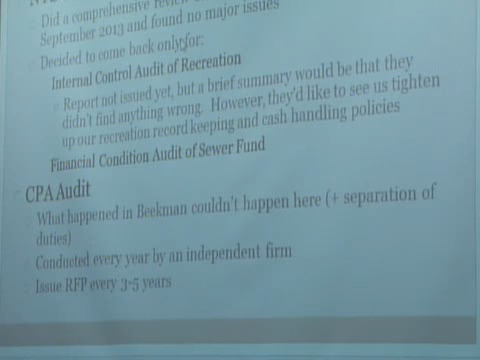 Did a comprehensive review
September 2013 and found no major issues
Decided to come back only for:
Internal Control Audit of Recreation
Report not issued yet, but a brief summary would be that they
didn't find anything wrong. However, they'd like to see us tighten
up our recreation record keeping and cash handling policies
Financial Condition Audit of Sewer Fund
CPA Audit
What happened in Beekman couldn't happen here (+ separation of
duties)
Conducted every year by an independent firm
Issue RFP every 3-5 years